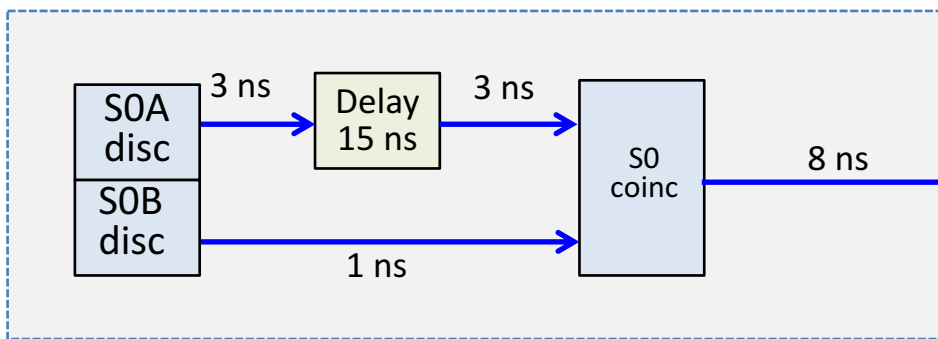 S0A
disc
3 ns
Delay
15 ns
3 ns
S0B
disc
1 ns
S0
coinc
8 ns